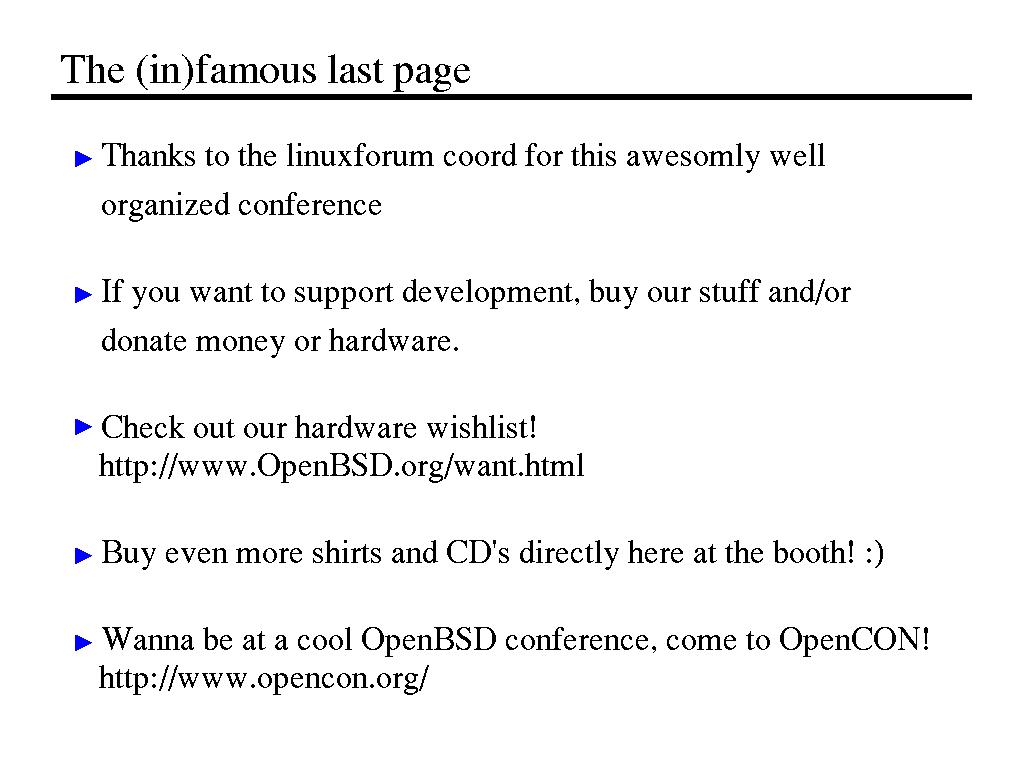 The (in)famous last page
Thanks to the linuxforum coord for this awesomly well
organized conference
If you want to support development, buy our stuff and/or
donate money or hardware.
Check out our hardware wishlist!
http://www.OpenBSD.org/want.html
Buy even more shirts and CD's directly here at the booth! :)
Wanna be at a cool OpenBSD conference, come to OpenCON!
http://www.opencon.org/